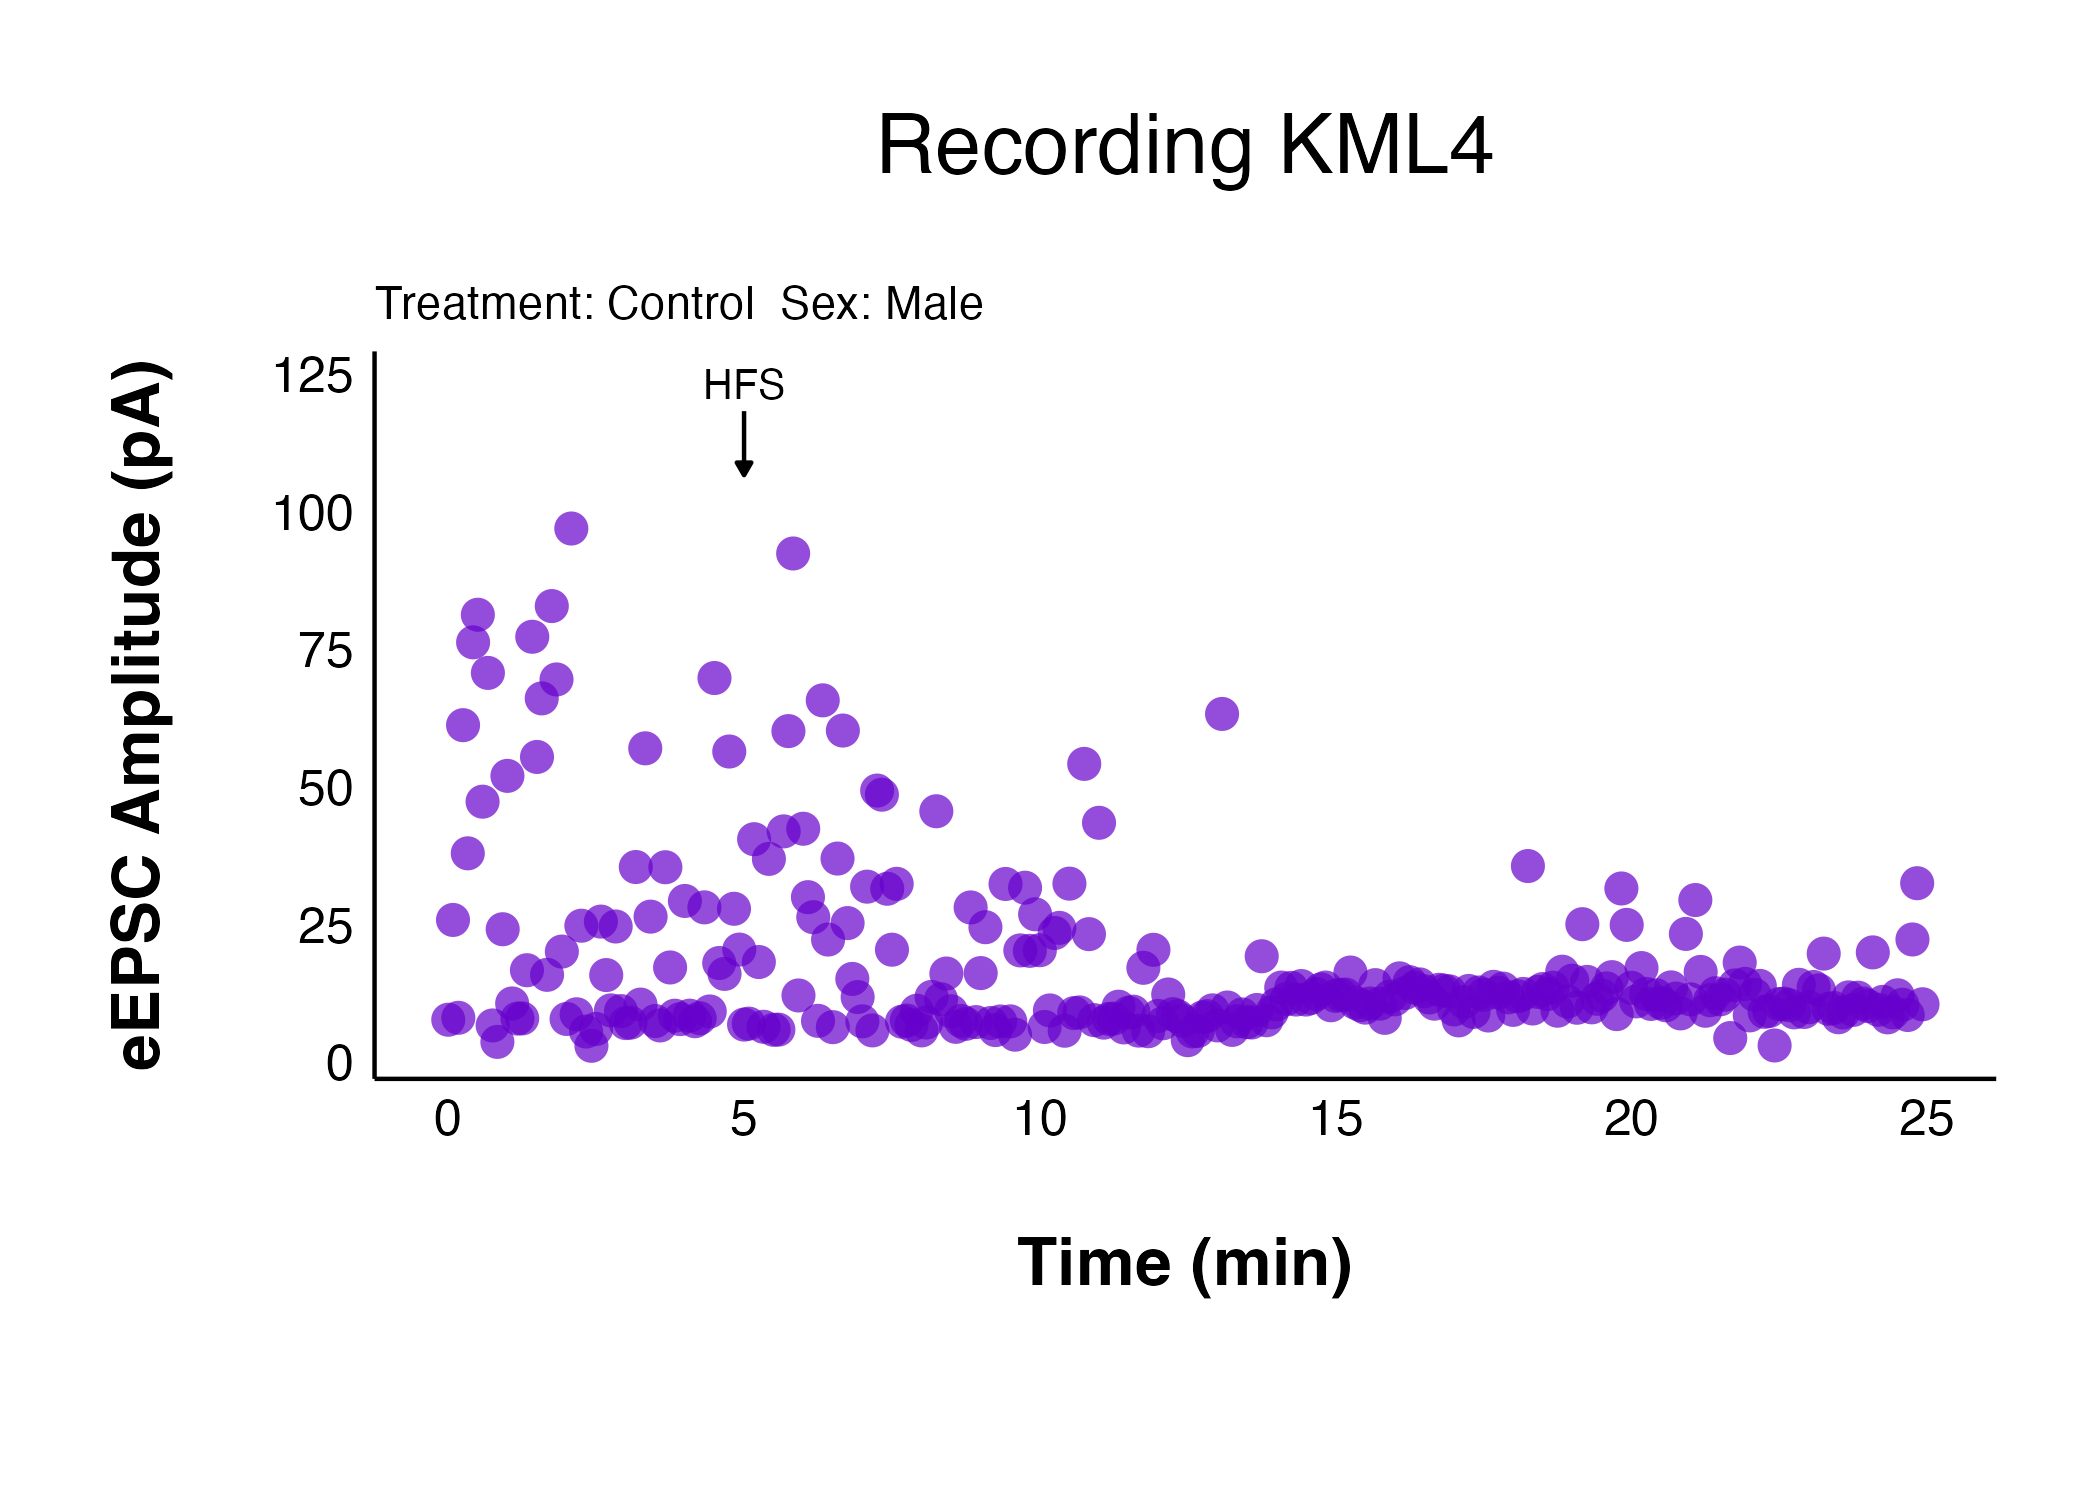 Recording KML4
Treatment: Control  Sex: Male
HFS
125
100
75
50
25
0
eEPSC Amplitude (pA)
0 5 10 15 20 25
Time (min)